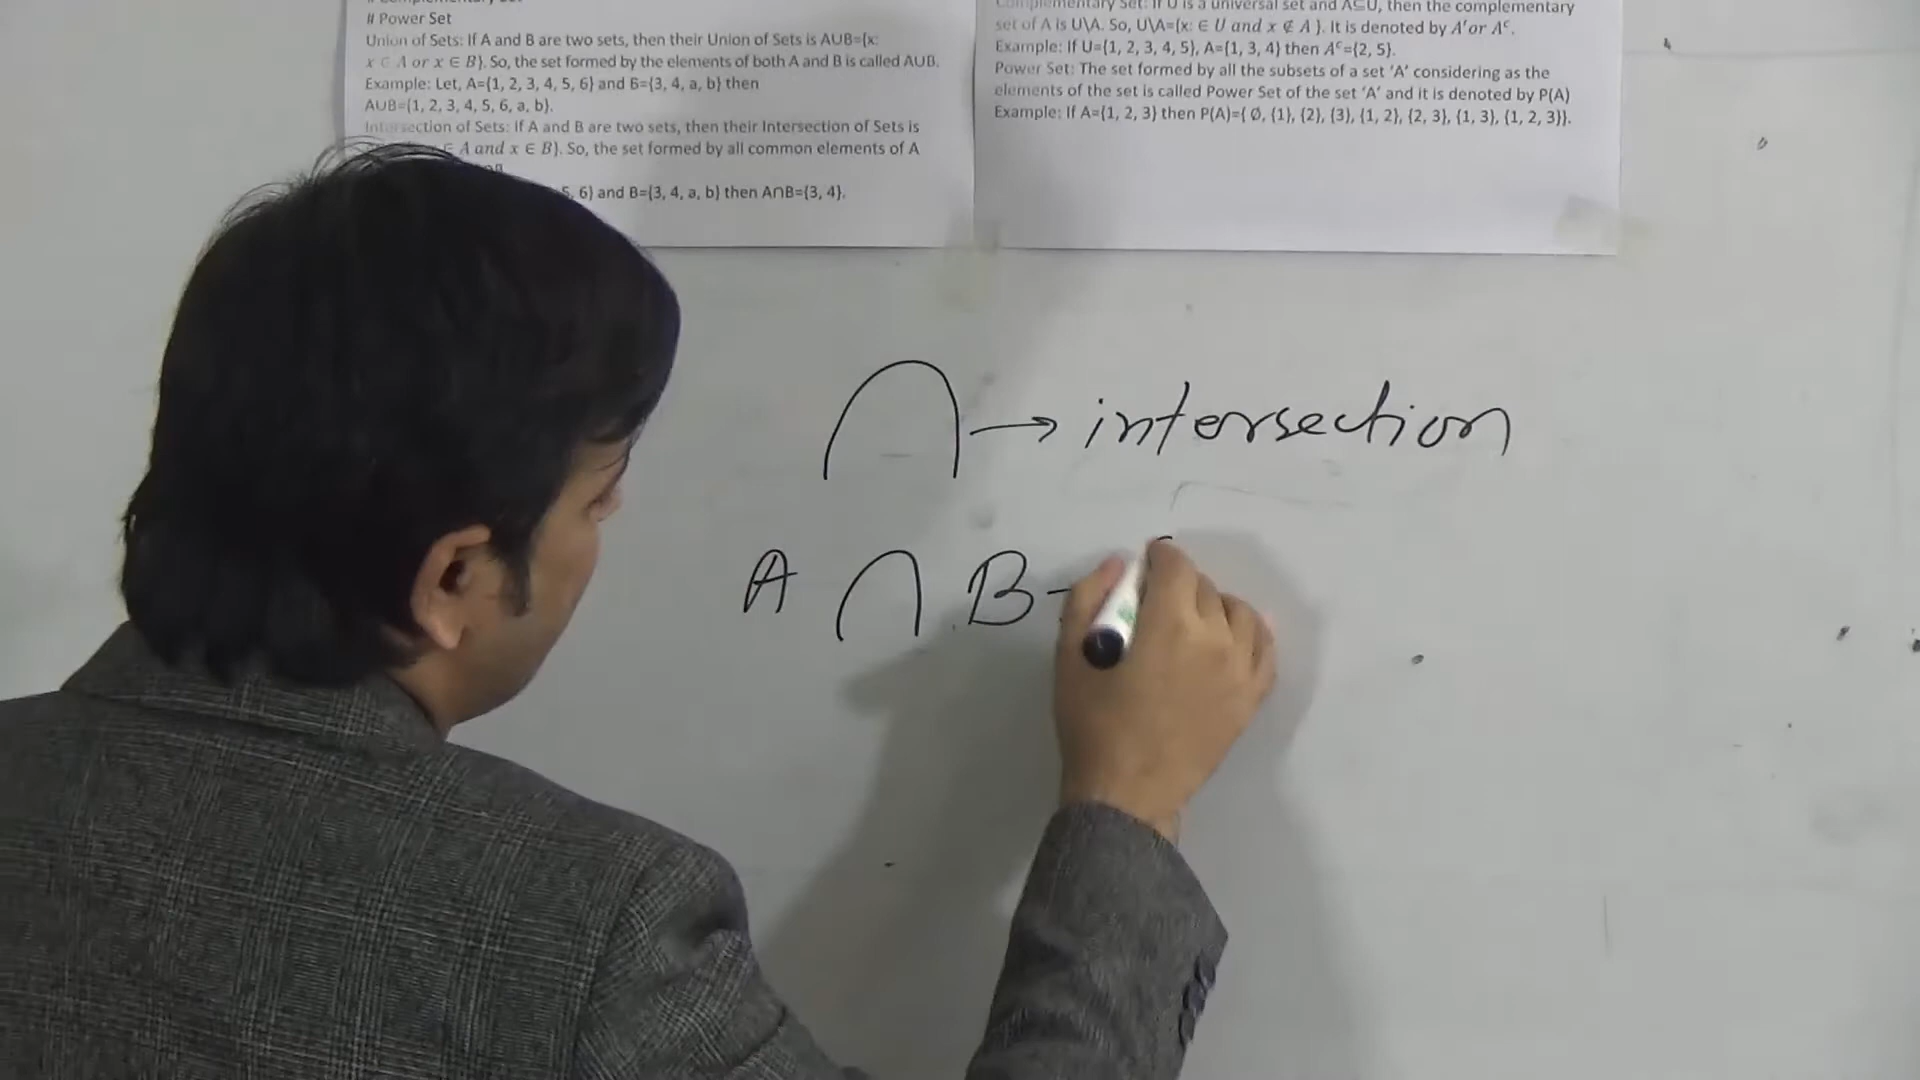 # Power Set
Union of Sets: If A and B are two sets, then their Union of Sets is A∪B={x:
x ∈ A or x ∈ B}. So, the set formed by the elements of both A and B is called A∪B.
Example: Let, A={1, 2, 3, 4, 5, 6} and B={3, 4, a, b} then
A∪B={1, 2, 3, 4, 5, 6, a, b}.
Intersection of Sets: If A and B are two sets, then their Intersection of Sets is
∈ A and x ∈ B}. So, the set formed by all common elements of A
5, 6} and B={3, 4, a, b} then A∩B={3, 4}.
Complementary Set: If U is a universal set and A⊆U, then the complementary
set of A is U\A. So, U\A={x: ∈ U and x ∉ A }. It is denoted by A′or Aᶜ.
Example: If U={1, 2, 3, 4, 5}, A={1, 3, 4} then Aᶜ={2, 5}.
Power Set: The set formed by all the subsets of a set ‘A’ considering as the
elements of the set is called Power Set of the set ‘A’ and it is denoted by P(A)
Example: If A={1, 2, 3} then P(A)={ ∅, {1}, {2}, {3}, {1, 2}, {2, 3}, {1, 3}, {1, 2, 3}}.
∩ → intersection
A ∩ B